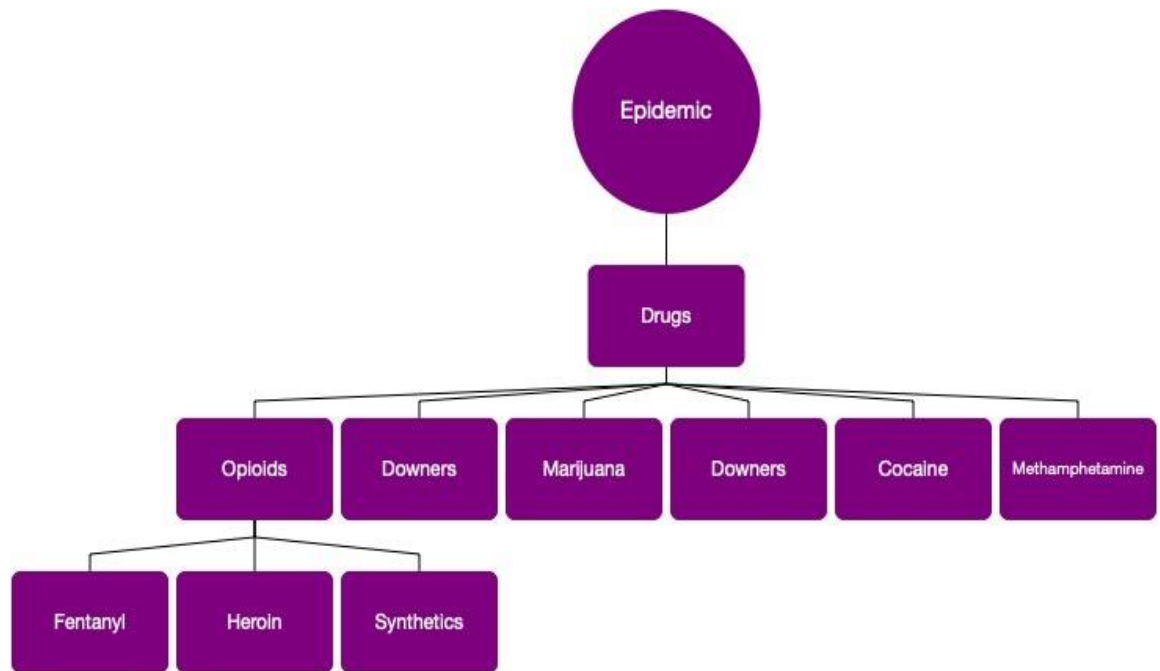 Epidemic
Drugs
Opioids
Downers
Marijuana
Downers
Cocaine
Methamphetamine
Fentanyl
Heroin
Synthetics